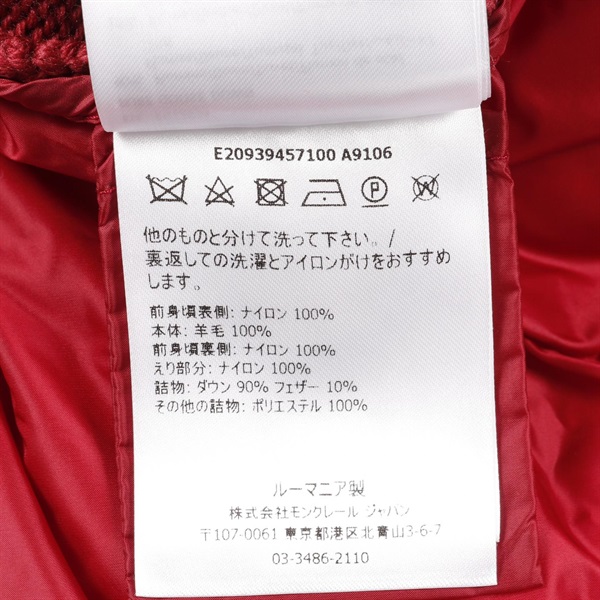 E20939457100 A9106
他のものと分けて洗って下さい。/
裏返しての洗濯とアイロンがけをおすすめ
します。
前身頃表側: ナイロン 100%
本体: 羊毛 100%
前身頃裏側: ナイロン 100%
えり部分: ナイロン 100%
詰物: ダウン 90% フェザー 10%
その他の詰物: ポリエステル 100%
ルーマニア製
株式会社モンクレール ジャパン
〒107-0061 東京都港区北青山3-6-7
03-3486-2110